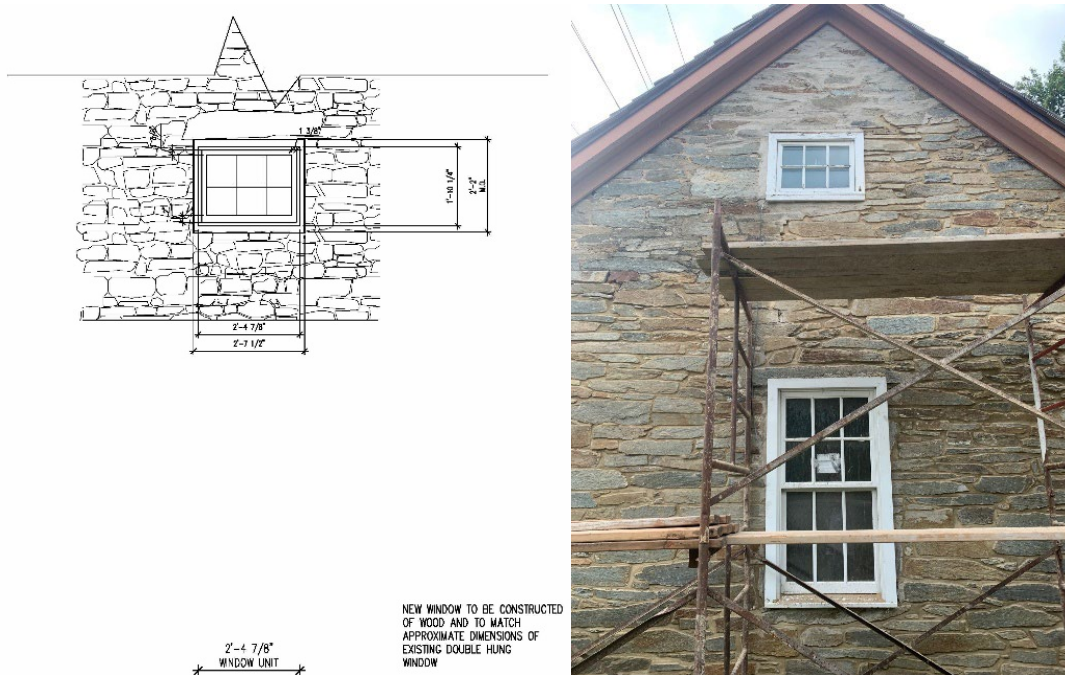 1 3/8"
1'-10 1/4"
2'-2"
M.O.
2'-4 7/8"
2'-7 1/2"
NEW WINDOW TO BE CONSTRUCTED
OF WOOD AND TO MATCH
APPROXIMATE DIMENSIONS OF
EXISTING DOUBLE HUNG
WINDOW
2'-4 7/8"
WINDOW UNIT